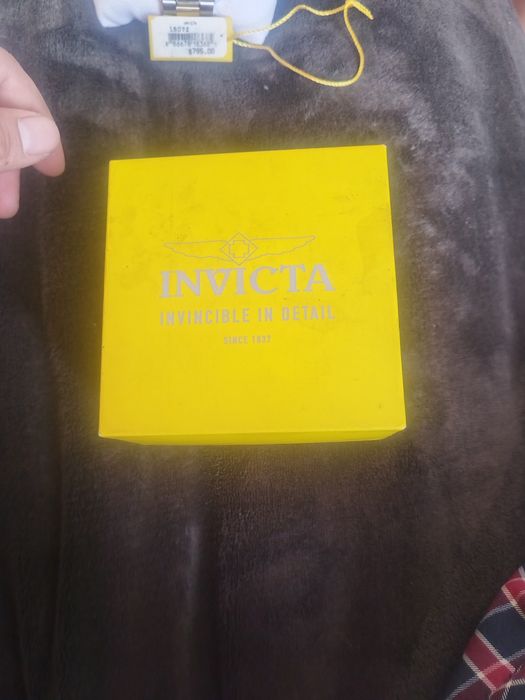 $795.00
INVICTA
INVINCIBLE IN DETAIL
SINCE 1837